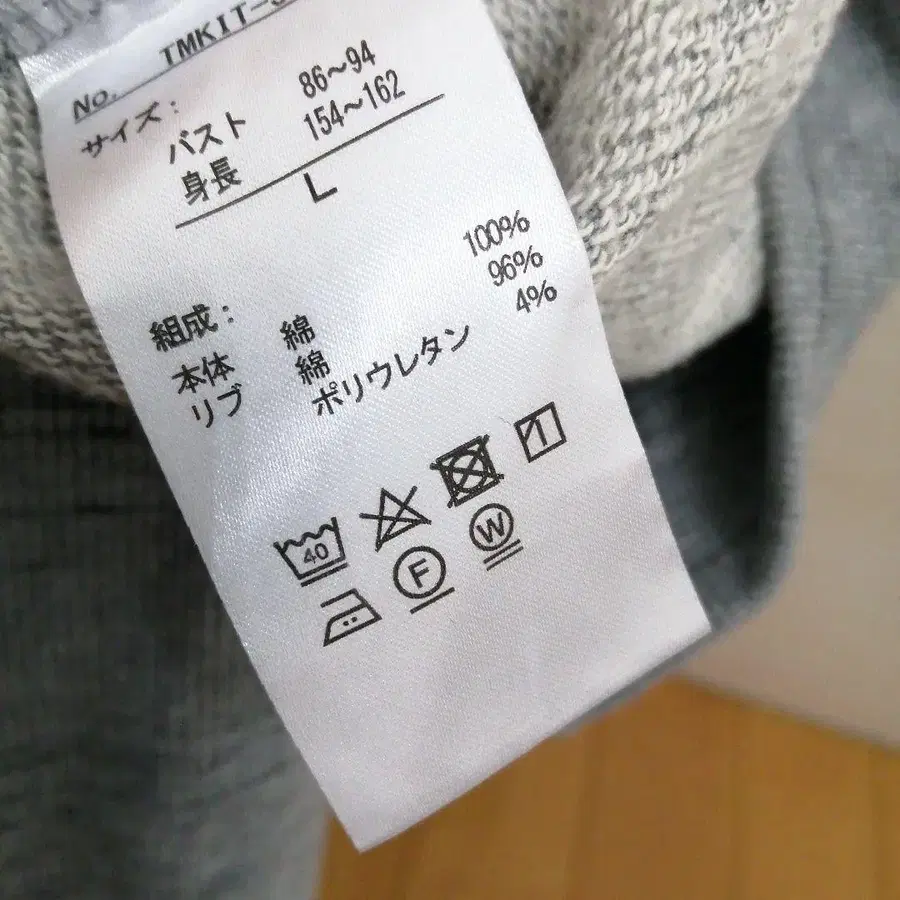 No. TMKIT-
サイズ:
バスト 86～94
身長 154～162
L
組成:
本体 綿 100%
リブ 綿 96%
ポリウレタン 4%
40
F
W